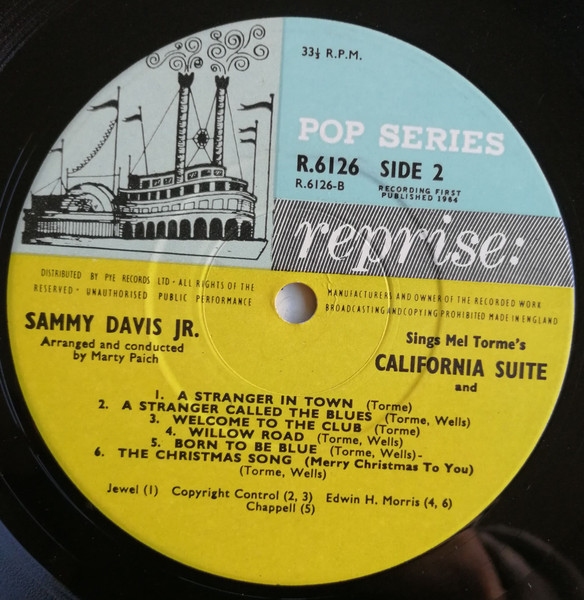 33⅓ R.P.M.
POP SERIES
R.6126 SIDE 2
R.6126-B
RECORDING FIRST
PUBLISHED 1964
reprise:
DISTRIBUTED BY PYE RECORDS LTD - ALL RIGHTS OF THE
RESERVED - UNAUTHORISED PUBLIC PERFORMANCE
MANUFACTURERS AND OWNER OF THE RECORDED WORK
BROADCASTING AND COPYING PROHIBITED MADE IN ENGLAND
SAMMY DAVIS JR.
Arranged and conducted
by Marty Paich
Sings Mel Torme's
CALIFORNIA SUITE
and
1. A STRANGER IN TOWN (Torme)
2. A STRANGER CALLED THE BLUES (Torme, Wells)
3. WELCOME TO THE CLUB (Torme)
4. WILLOW ROAD (Torme, Wells)
5. BORN TO BE BLUE (Torme, Wells)-
6. THE CHRISTMAS SONG (Merry Christmas To You)
(Torme, Wells)
Jewel (1) Copyright Control (2, 3) Edwin H. Morris (4, 6)
Chappell (5)